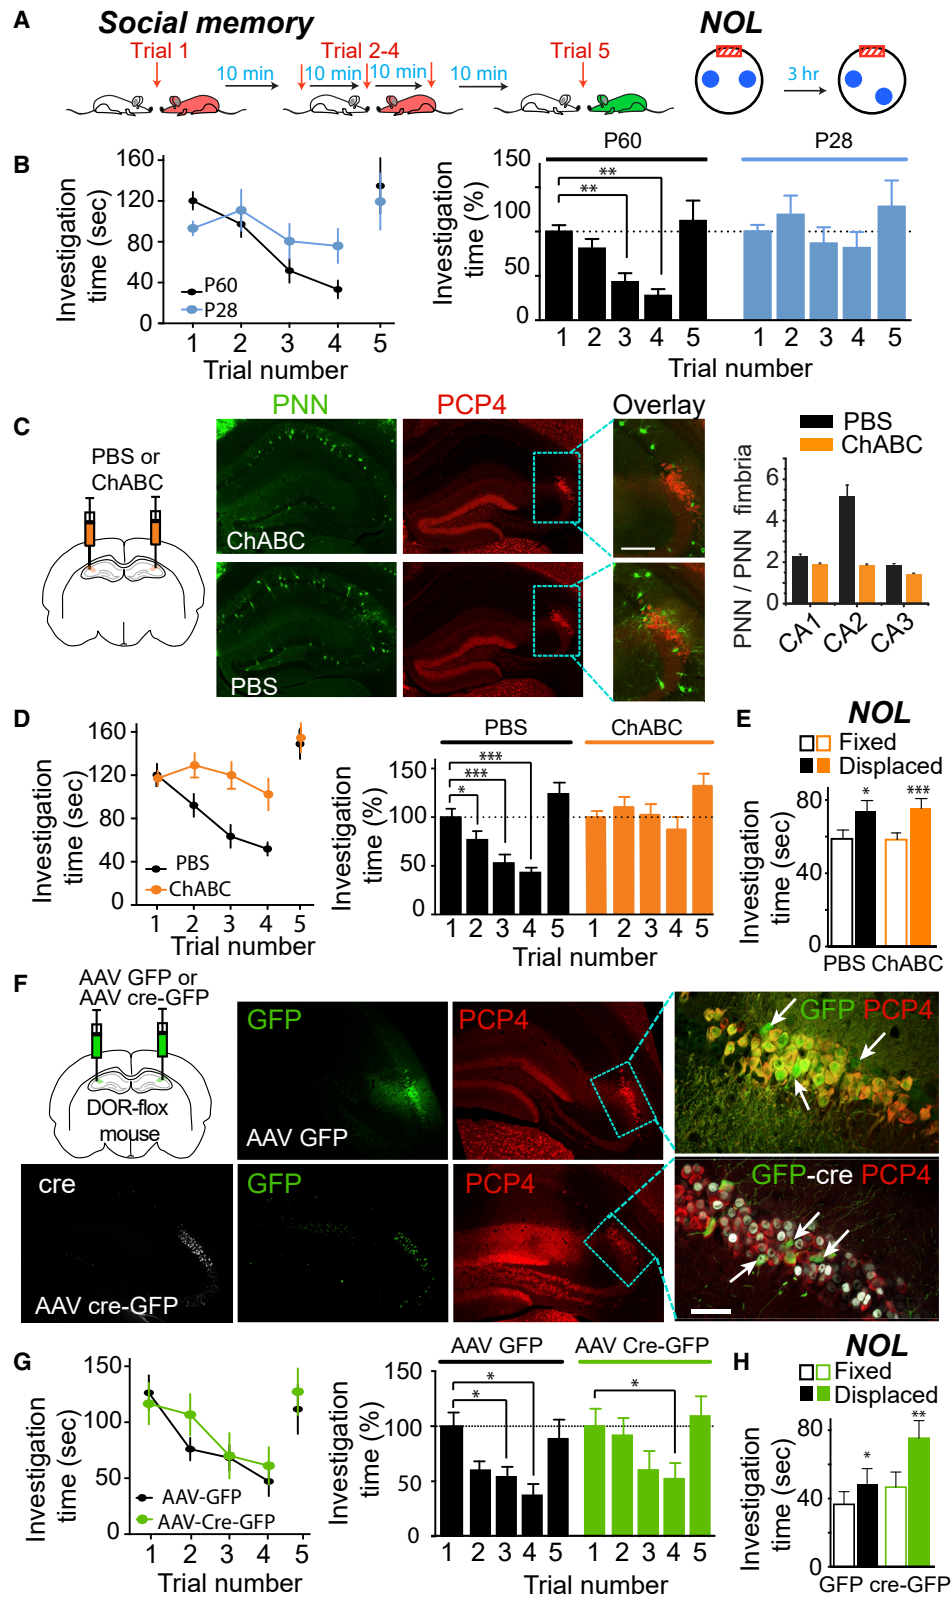 A
Social memory
NOL
Trial 1
Trial 2-4
Trial 5
10 min
10 min
10 min
10 min
3 hr
B
Investigation time (sec)
160
120
80
40
0
P60
P28
1 2 3 4 5
Trial number
P60
P28
Investigation time (%)
150
100
50
0
**
**
1 2 3 4 5 1 2 3 4 5
Trial number
C
PBS or
ChABC
PNN
PCP4
Overlay
ChABC
PBS
PBS
ChABC
PNN / PNN fimbria
6
4
2
0
CA1
CA2
CA3
D
Investigation time (sec)
160
120
80
40
0
PBS
ChABC
1 2 3 4 5
Trial number
PBS
ChABC
Investigation time (%)
150
100
50
0
***
***
*
1 2 3 4 5 1 2 3 4 5
Trial number
E
NOL
Fixed
Displaced
Investigation time (sec)
80
40
0
*
***
PBS ChABC
F
AAV GFP or
AAV cre-GFP
DOR-flox
mouse
GFP
AAV GFP
PCP4
GFP PCP4
cre
AAV cre-GFP
GFP
PCP4
GFP-cre PCP4
G
Investigation time (sec)
150
100
50
0
AAV-GFP
AAV-Cre-GFP
1 2 3 4 5
Trial number
AAV GFP
AAV Cre-GFP
Investigation time (%)
100
50
0
*
*
*
1 2 3 4 5 1 2 3 4 5
Trial number
H
NOL
Fixed
Displaced
Investigation time (sec)
80
40
0
*
**
GFP cre-GFP